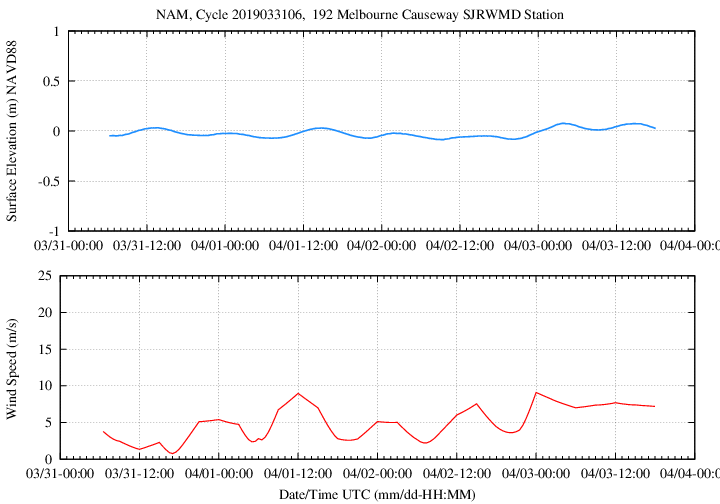 NAM, Cycle 2019033106,  192 Melbourne Causeway SJRWMD Station
Surface Elevation (m) NAVD88
1
0.5
0
-0.5
-1
03/31-00:00 03/31-12:00 04/01-00:00 04/01-12:00 04/02-00:00 04/02-12:00 04/03-00:00 04/03-12:00 04/04-00:00
Wind Speed (m/s)
25
20
15
10
5
0
03/31-00:00 03/31-12:00 04/01-00:00 04/01-12:00 04/02-00:00 04/02-12:00 04/03-00:00 04/03-12:00 04/04-00:00
Date/Time UTC (mm/dd-HH:MM)